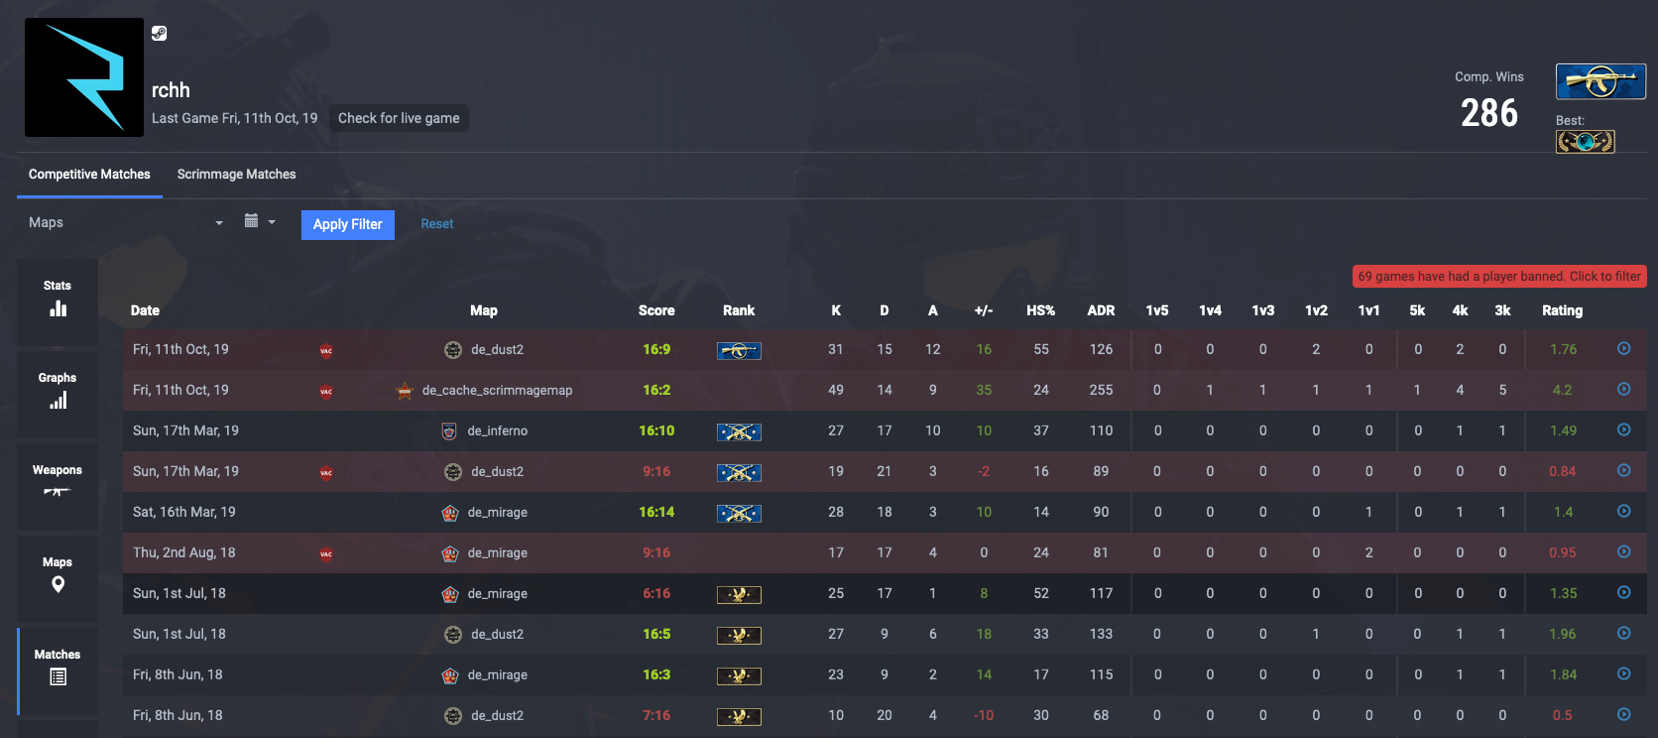 rchh
Last Game Fri, 11th Oct, 19 Check for live game
Comp. Wins
286
Best:
Competitive Matches Scrimmage Matches
Maps Apply Filter Reset
69 games have had a player banned. Click to filter
Stats
Graphs
Weapons
Maps
Matches
Date Map Score Rank K D A +/- HS% ADR 1v5 1v4 1v3 1v2 1v1 5k 4k 3k Rating
Fri, 11th Oct, 19 VAC de_dust2 16:9 31 15 12 16 55 126 0 0 0 2 0 0 2 0 1.76
Fri, 11th Oct, 19 VAC de_cache_scrimmagemap 16:2 49 14 9 35 24 255 0 1 1 1 1 1 4 5 4.2
Sun, 17th Mar, 19 de_inferno 16:10 27 17 10 10 37 110 0 0 0 0 0 0 1 1 1.49
Sun, 17th Mar, 19 VAC de_dust2 9:16 19 21 3 -2 16 89 0 0 0 0 0 0 0 0 0.84
Sat, 16th Mar, 19 de_mirage 16:14 28 18 3 10 14 90 0 0 0 0 1 0 1 1 1.4
Thu, 2nd Aug, 18 VAC de_mirage 9:16 17 17 4 0 24 81 0 0 0 0 2 0 0 0 0.95
Sun, 1st Jul, 18 de_mirage 6:16 25 17 1 8 52 117 0 0 0 0 0 0 0 0 1.35
Sun, 1st Jul, 18 de_dust2 16:5 27 9 6 18 33 133 0 0 0 1 0 0 1 1 1.96
Fri, 8th Jun, 18 de_mirage 16:3 23 9 2 14 17 115 0 0 0 0 0 0 1 1 1.84
Fri, 8th Jun, 18 de_dust2 7:16 10 20 4 -10 30 68 0 0 0 0 0 0 0 0 0.5